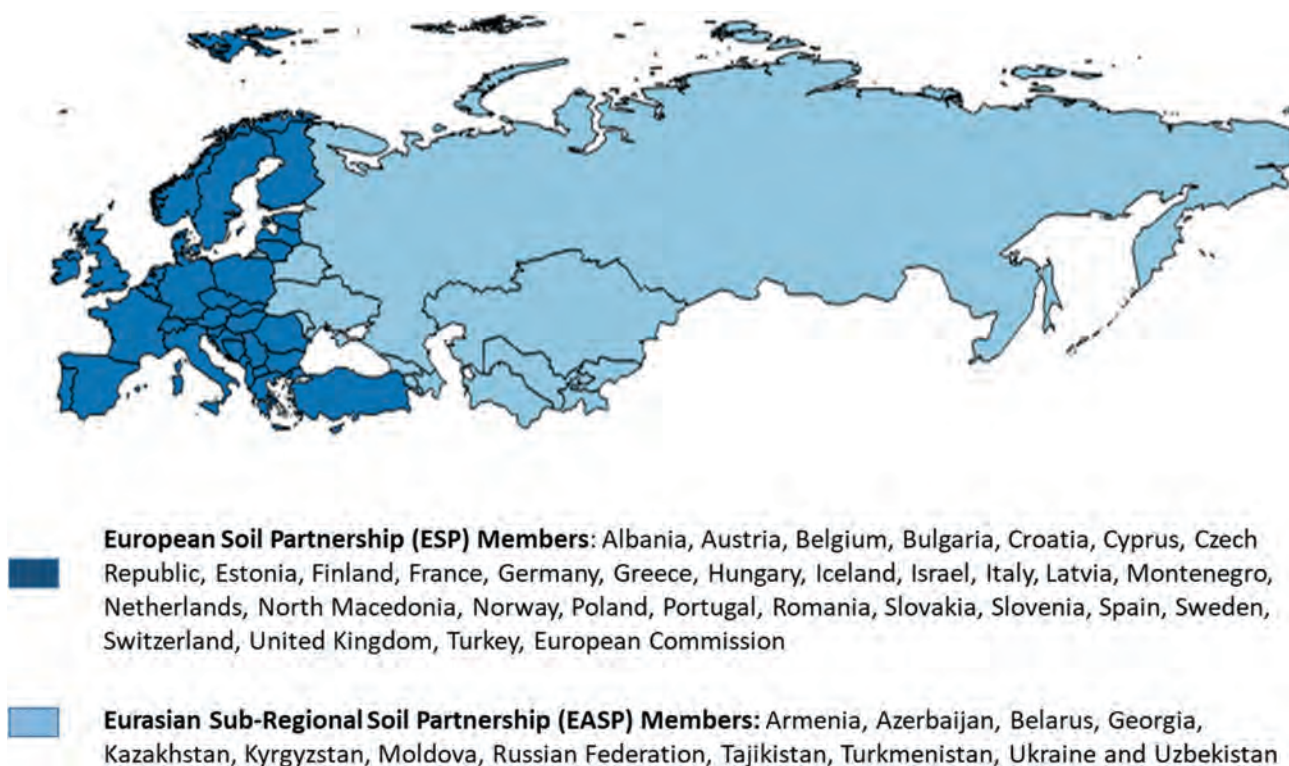 European Soil Partnership (ESP) Members: Albania, Austria, Belgium, Bulgaria, Croatia, Cyprus, Czech
Republic, Estonia, Finland, France, Germany, Greece, Hungary, Iceland, Israel, Italy, Latvia, Montenegro,
Netherlands, North Macedonia, Norway, Poland, Portugal, Romania, Slovakia, Slovenia, Spain, Sweden,
Switzerland, United Kingdom, Turkey, European Commission
Eurasian Sub-Regional Soil Partnership (EASP) Members: Armenia, Azerbaijan, Belarus, Georgia,
Kazakhstan, Kyrgyzstan, Moldova, Russian Federation, Tajikistan, Turkmenistan, Ukraine and Uzbekistan